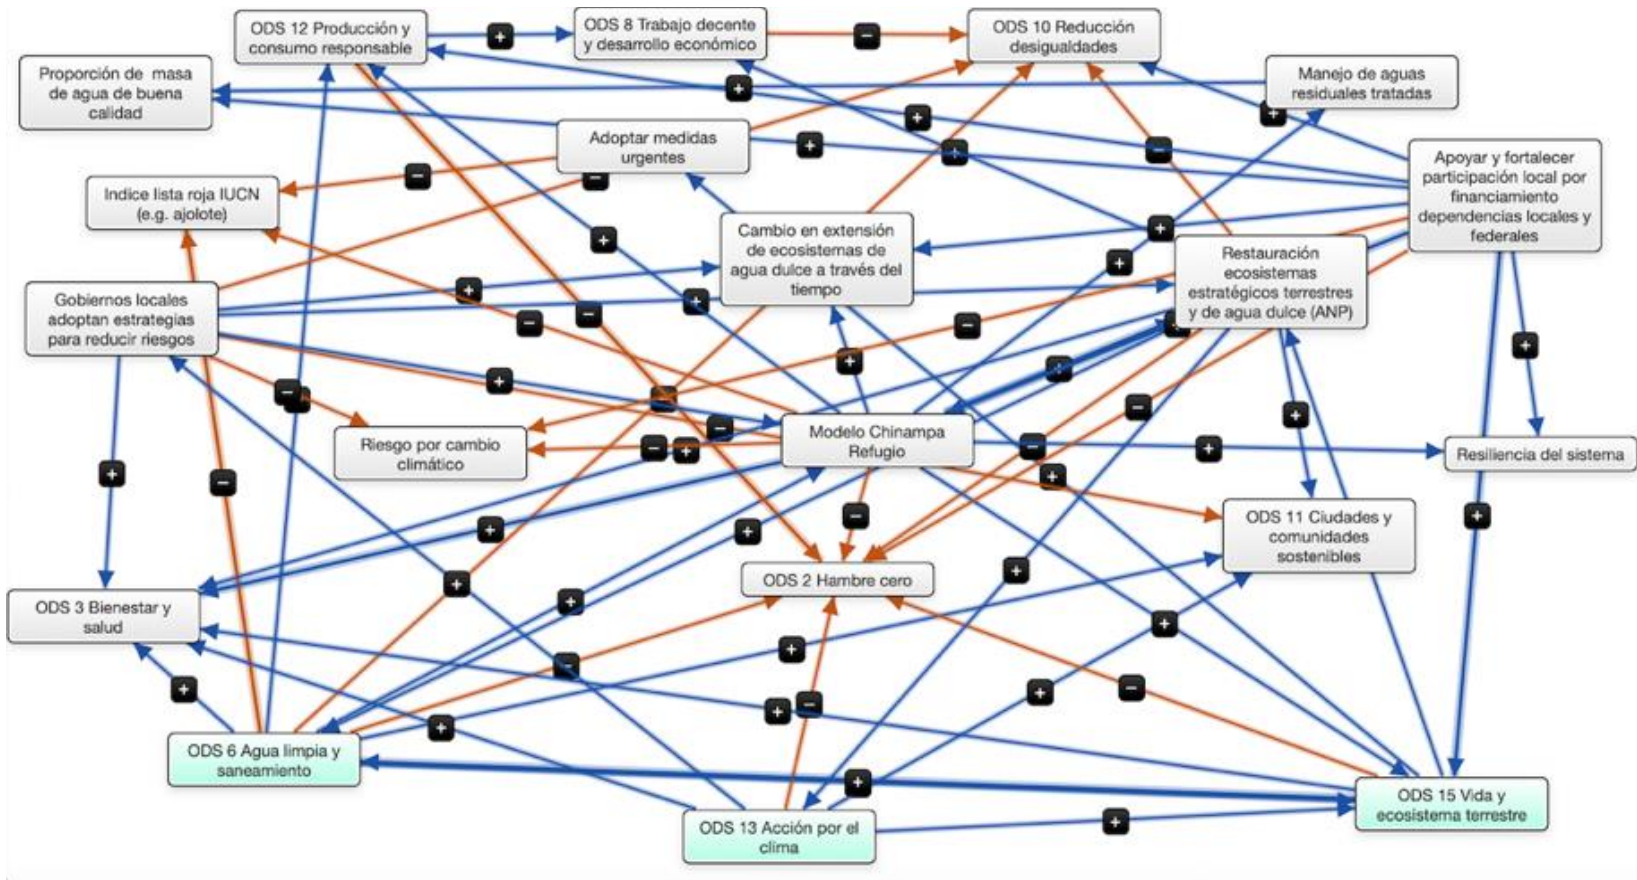 ODS 12 Producción y
consumo responsable
ODS 8 Trabajo decente
y desarrollo económico
ODS 10 Reducción
desigualdades
Proporción de masa
de agua de buena
calidad
Manejo de aguas
residuales tratadas
Adoptar medidas
urgentes
Apoyar y fortalecer
participación local por
financiamiento
dependencias locales y
federales
Indice lista roja IUCN
(e.g. ajolote)
Cambio en extensión
de ecosistemas de
agua dulce a través del
tiempo
Restauración
ecosistemas
estratégicos terrestres
y de agua dulce (ANP)
Gobiernos locales
adoptan estrategias
para reducir riesgos
Riesgo por cambio
climático
Modelo Chinampa
Refugio
Resiliencia del sistema
ODS 11 Ciudades y
comunidades
sostenibles
ODS 2 Hambre cero
ODS 3 Bienestar y
salud
ODS 6 Agua limpia y
saneamiento
ODS 13 Acción por el
clima
ODS 15 Vida y
ecosistema terrestre